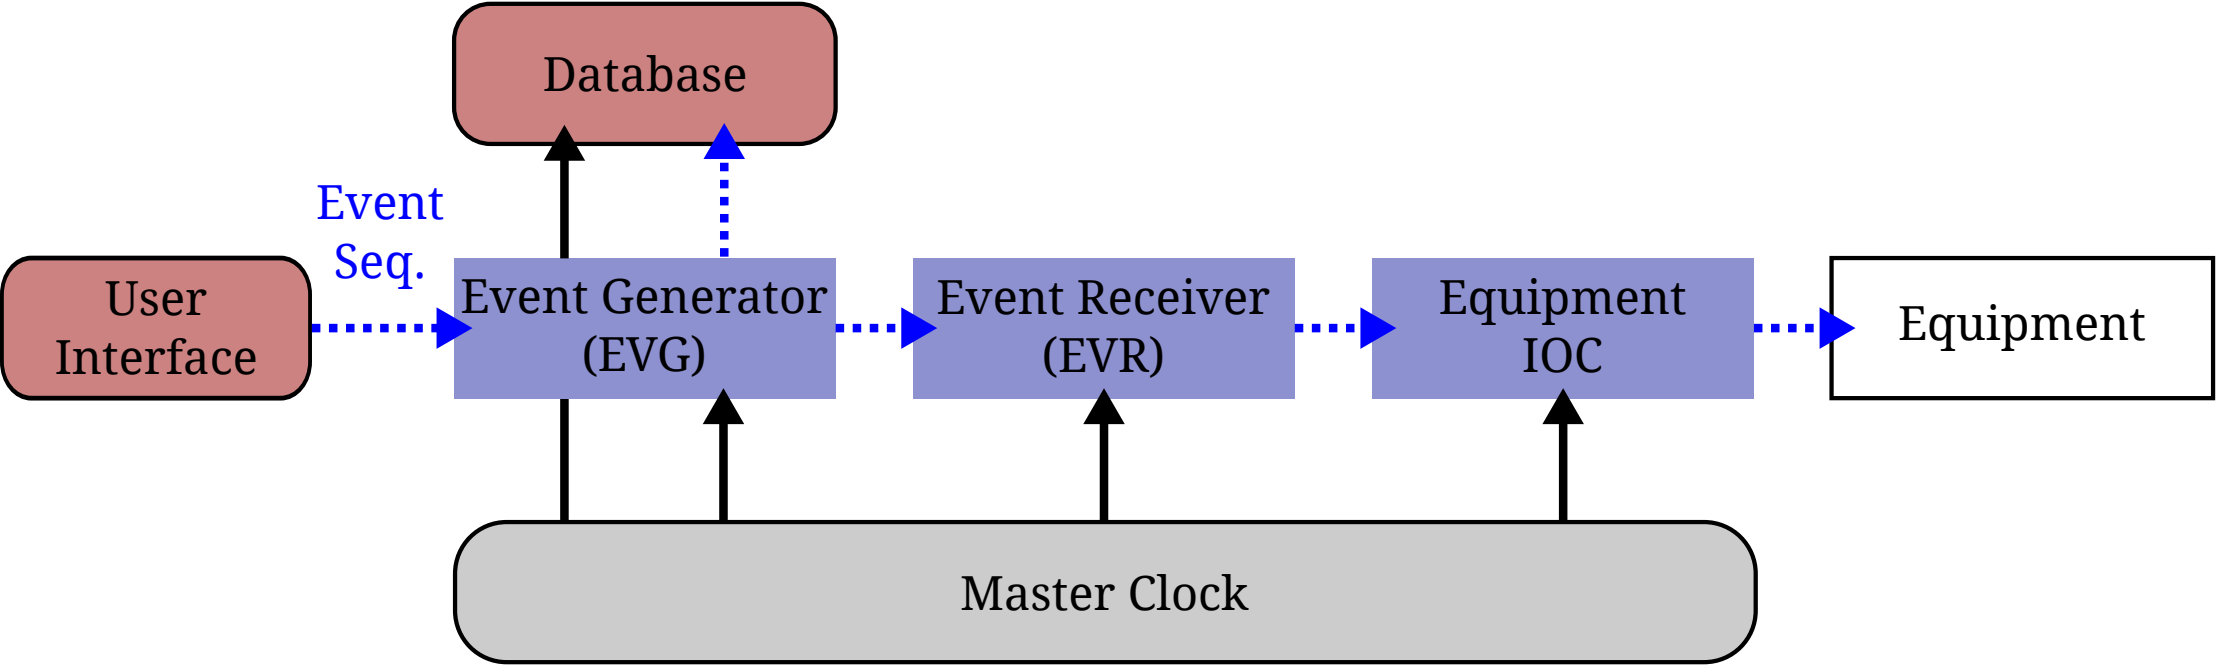 Database
Event
Seq.
User
Interface
Event Generator
(EVG)
Event Receiver
(EVR)
Equipment
IOC
Equipment
Master Clock